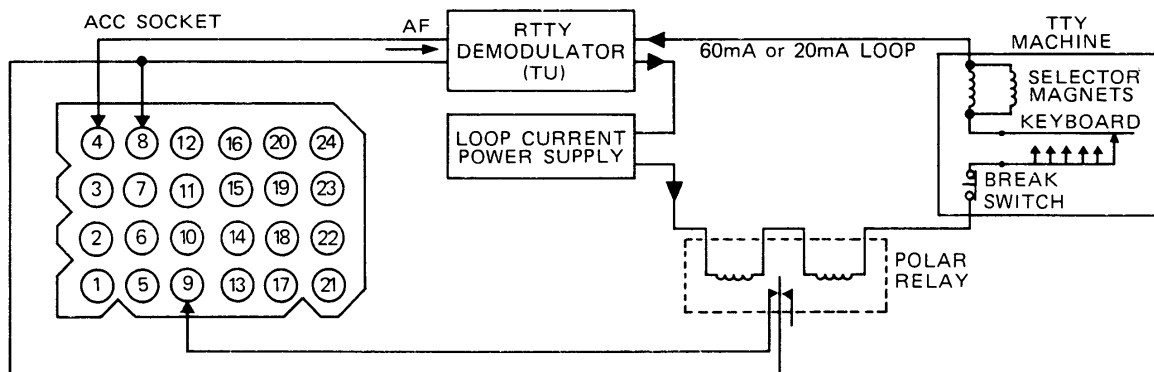 ACC SOCKET
AF
RTTY
DEMODULATOR
(TU)
60mA or 20mA LOOP
TTY
MACHINE
SELECTOR
MAGNETS
KEYBOARD
BREAK
SWITCH
LOOP CURRENT
POWER SUPPLY
POLAR
RELAY
4 8 12 16 20 24
3 7 11 15 19 23
2 6 10 14 18 22
1 5 9 13 17 21